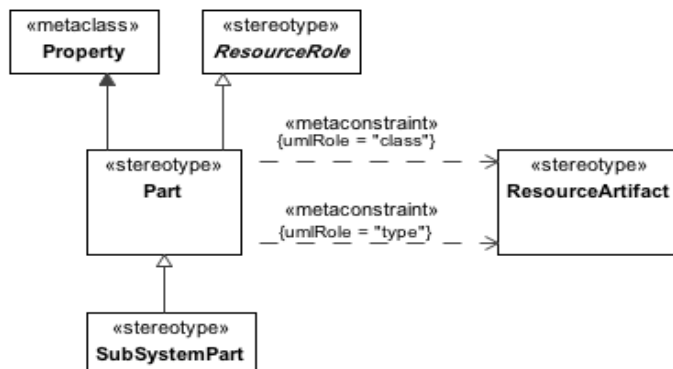 «metaclass»
Property
«stereotype»
ResourceRole
«metaconstraint»
{umlRole = "class"}
«stereotype»
Part
«stereotype»
ResourceArtifact
«metaconstraint»
{umlRole = "type"}
«stereotype»
SubSystemPart